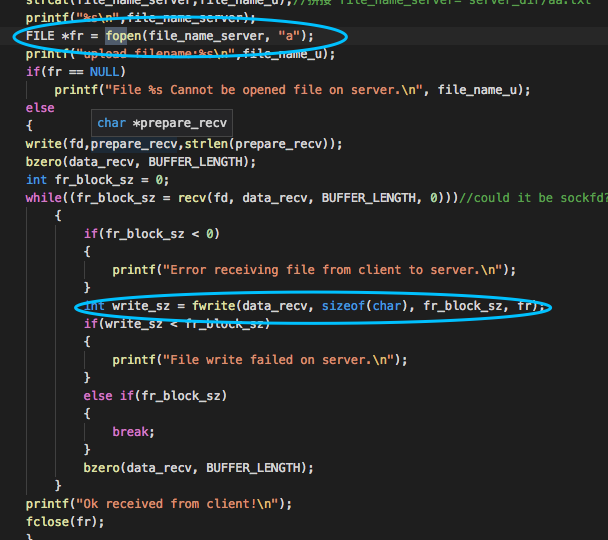 strcat(file_name_server,file_name_u);//拼接 file_name_server= server_dir/aa.txt
printf("%s\n",file_name_server);
FILE *fr = fopen(file_name_server, "a");
printf("upload filename:%s\n",file_name_u);
if(fr == NULL)
printf("File %s Cannot be opened file on server.\n", file_name_u);
else
{
char *prepare_recv
write(fd,prepare_recv,strlen(prepare_recv));
bzero(data_recv, BUFFER_LENGTH);
int fr_block_sz = 0;
while((fr_block_sz = recv(fd, data_recv, BUFFER_LENGTH, 0)))//could it be sockfd?
{
if(fr_block_sz < 0)
{
printf("Error receiving file from client to server.\n");
}
int write_sz = fwrite(data_recv, sizeof(char), fr_block_sz, fr);
if(write_sz < fr_block_sz)
{
printf("File write failed on server.\n");
}
else if(fr_block_sz)
{
break;
}
bzero(data_recv, BUFFER_LENGTH);
}
printf("Ok received from client!\n");
fclose(fr);
}